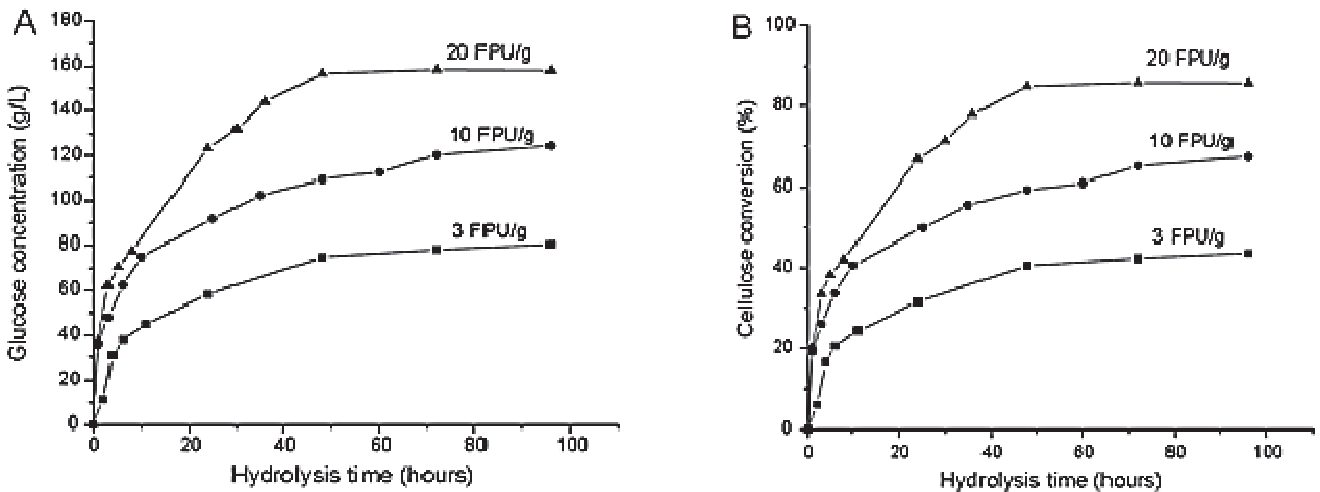 A
Glucose concentration (g/L)
180
160
140
120
100
80
60
40
20
0
20 FPU/g
10 FPU/g
3 FPU/g
0 20 40 60 80 100
Hydrolysis time (hours)
B
Cellulose conversion (%)
100
80
60
40
20
0
20 FPU/g
10 FPU/g
3 FPU/g
0 20 40 60 80 100
Hydrolysis time (hours)